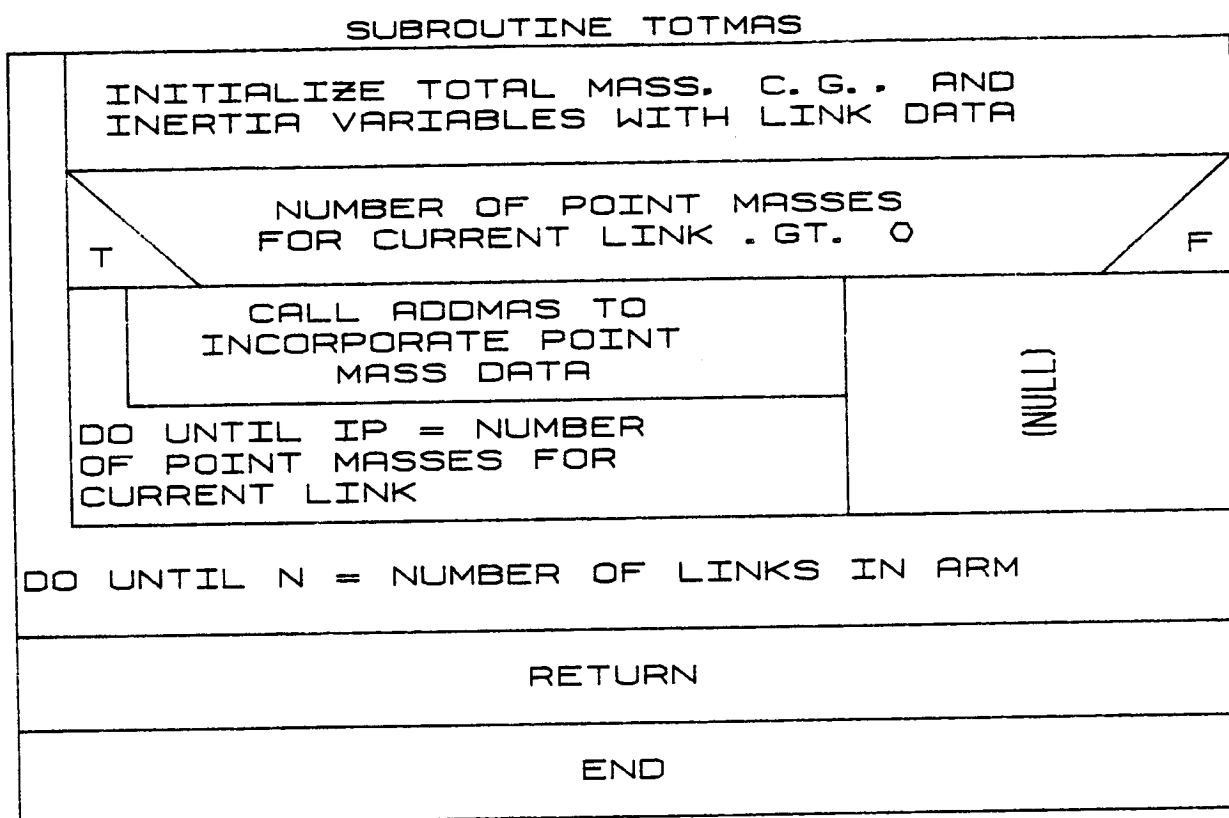 SUBROUTINE TOTMAS
INITIALIZE TOTAL MASS. C.G.. AND
INERTIA VARIABLES WITH LINK DATA
NUMBER OF POINT MASSES
FOR CURRENT LINK .GT. 0
T
F
CALL ADDMAS TO
INCORPORATE POINT
MASS DATA
(NULL)
DO UNTIL IP = NUMBER
OF POINT MASSES FOR
CURRENT LINK
DO UNTIL N = NUMBER OF LINKS IN ARM
RETURN
END